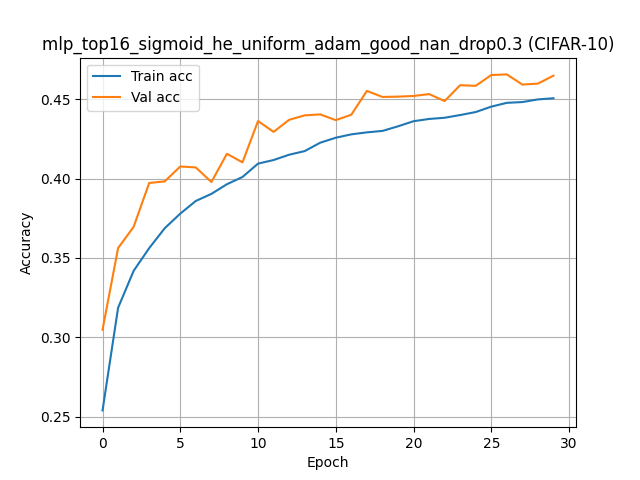 mlp_top16_sigmoid_he_uniform_adam_good_nan_drop0.3 (CIFAR-10)
Train acc
Val acc
0.45
0.40
0.35
0.30
0.25
Accuracy
0 5 10 15 20 25 30
Epoch